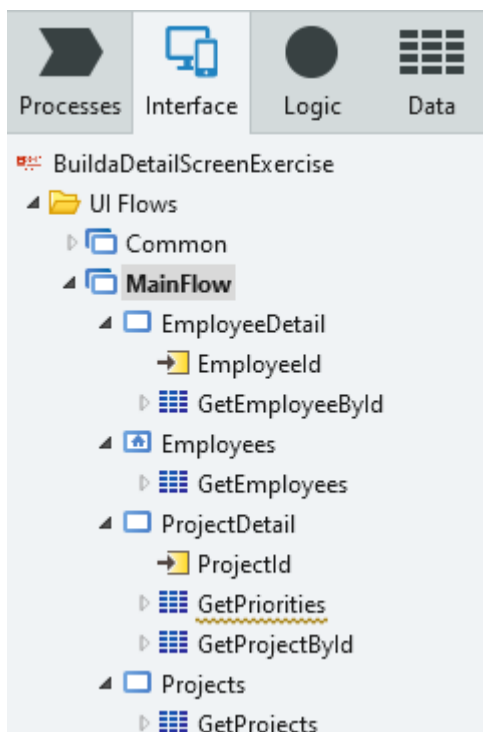 Processes Interface Logic Data
BuildaDetailScreenExercise
UI Flows
Common
MainFlow
EmployeeDetail
EmployeeId
GetEmployeeById
Employees
GetEmployees
ProjectDetail
ProjectId
GetPriorities
GetProjectById
Projects
GetProjects